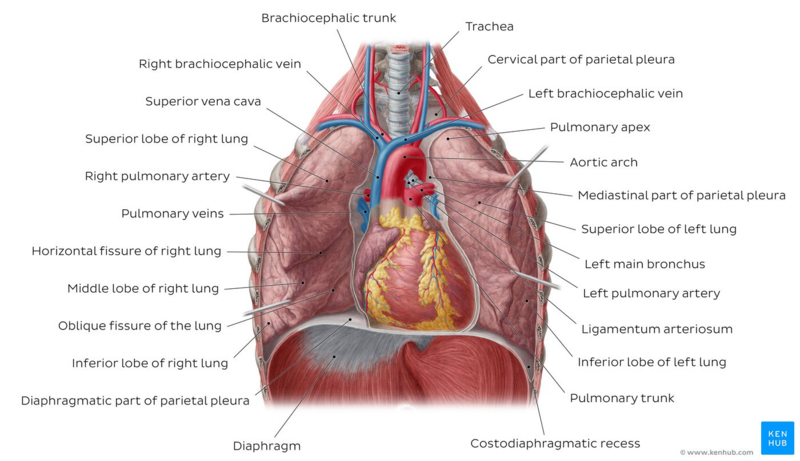 Brachiocephalic trunk
Trachea
Right brachiocephalic vein
Cervical part of parietal pleura
Superior vena cava
Left brachiocephalic vein
Superior lobe of right lung
Pulmonary apex
Right pulmonary artery
Aortic arch
Pulmonary veins
Mediastinal part of parietal pleura
Horizontal fissure of right lung
Superior lobe of left lung
Middle lobe of right lung
Left main bronchus
Oblique fissure of the lung
Left pulmonary artery
Inferior lobe of right lung
Ligamentum arteriosum
Diaphragmatic part of parietal pleura
Inferior lobe of left lung
Diaphragm
Pulmonary trunk
Costodiaphragmatic recess
KEN
HUB
© www.kenhub.com